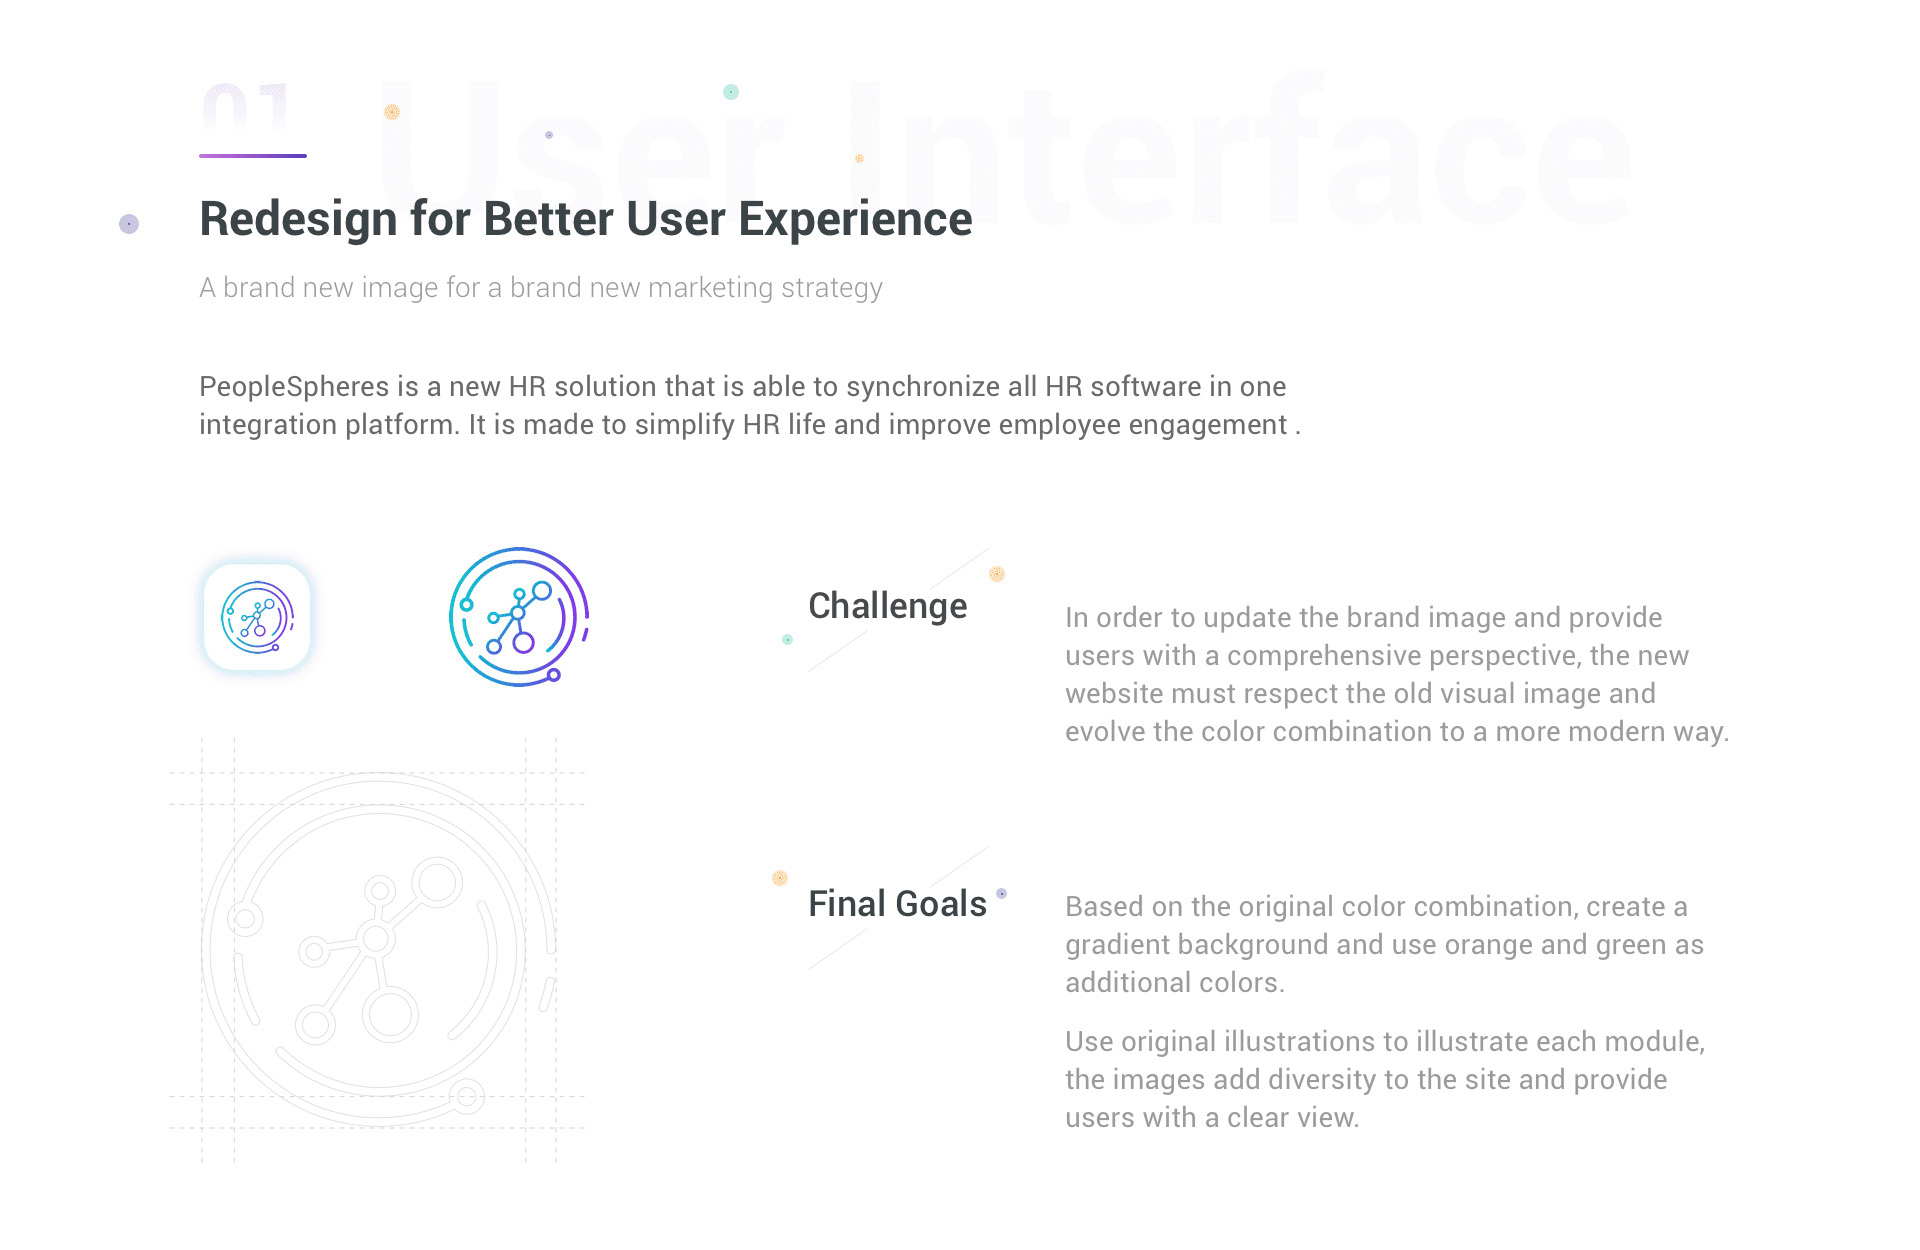 01
User Interface
Redesign for Better User Experience
A brand new image for a brand new marketing strategy
PeopleSpheres is a new HR solution that is able to synchronize all HR software in one
integration platform. It is made to simplify HR life and improve employee engagement .
Challenge
In order to update the brand image and provide
users with a comprehensive perspective, the new
website must respect the old visual image and
evolve the color combination to a more modern way.
Final Goals
Based on the original color combination, create a
gradient background and use orange and green as
additional colors.
Use original illustrations to illustrate each module,
the images add diversity to the site and provide
users with a clear view.